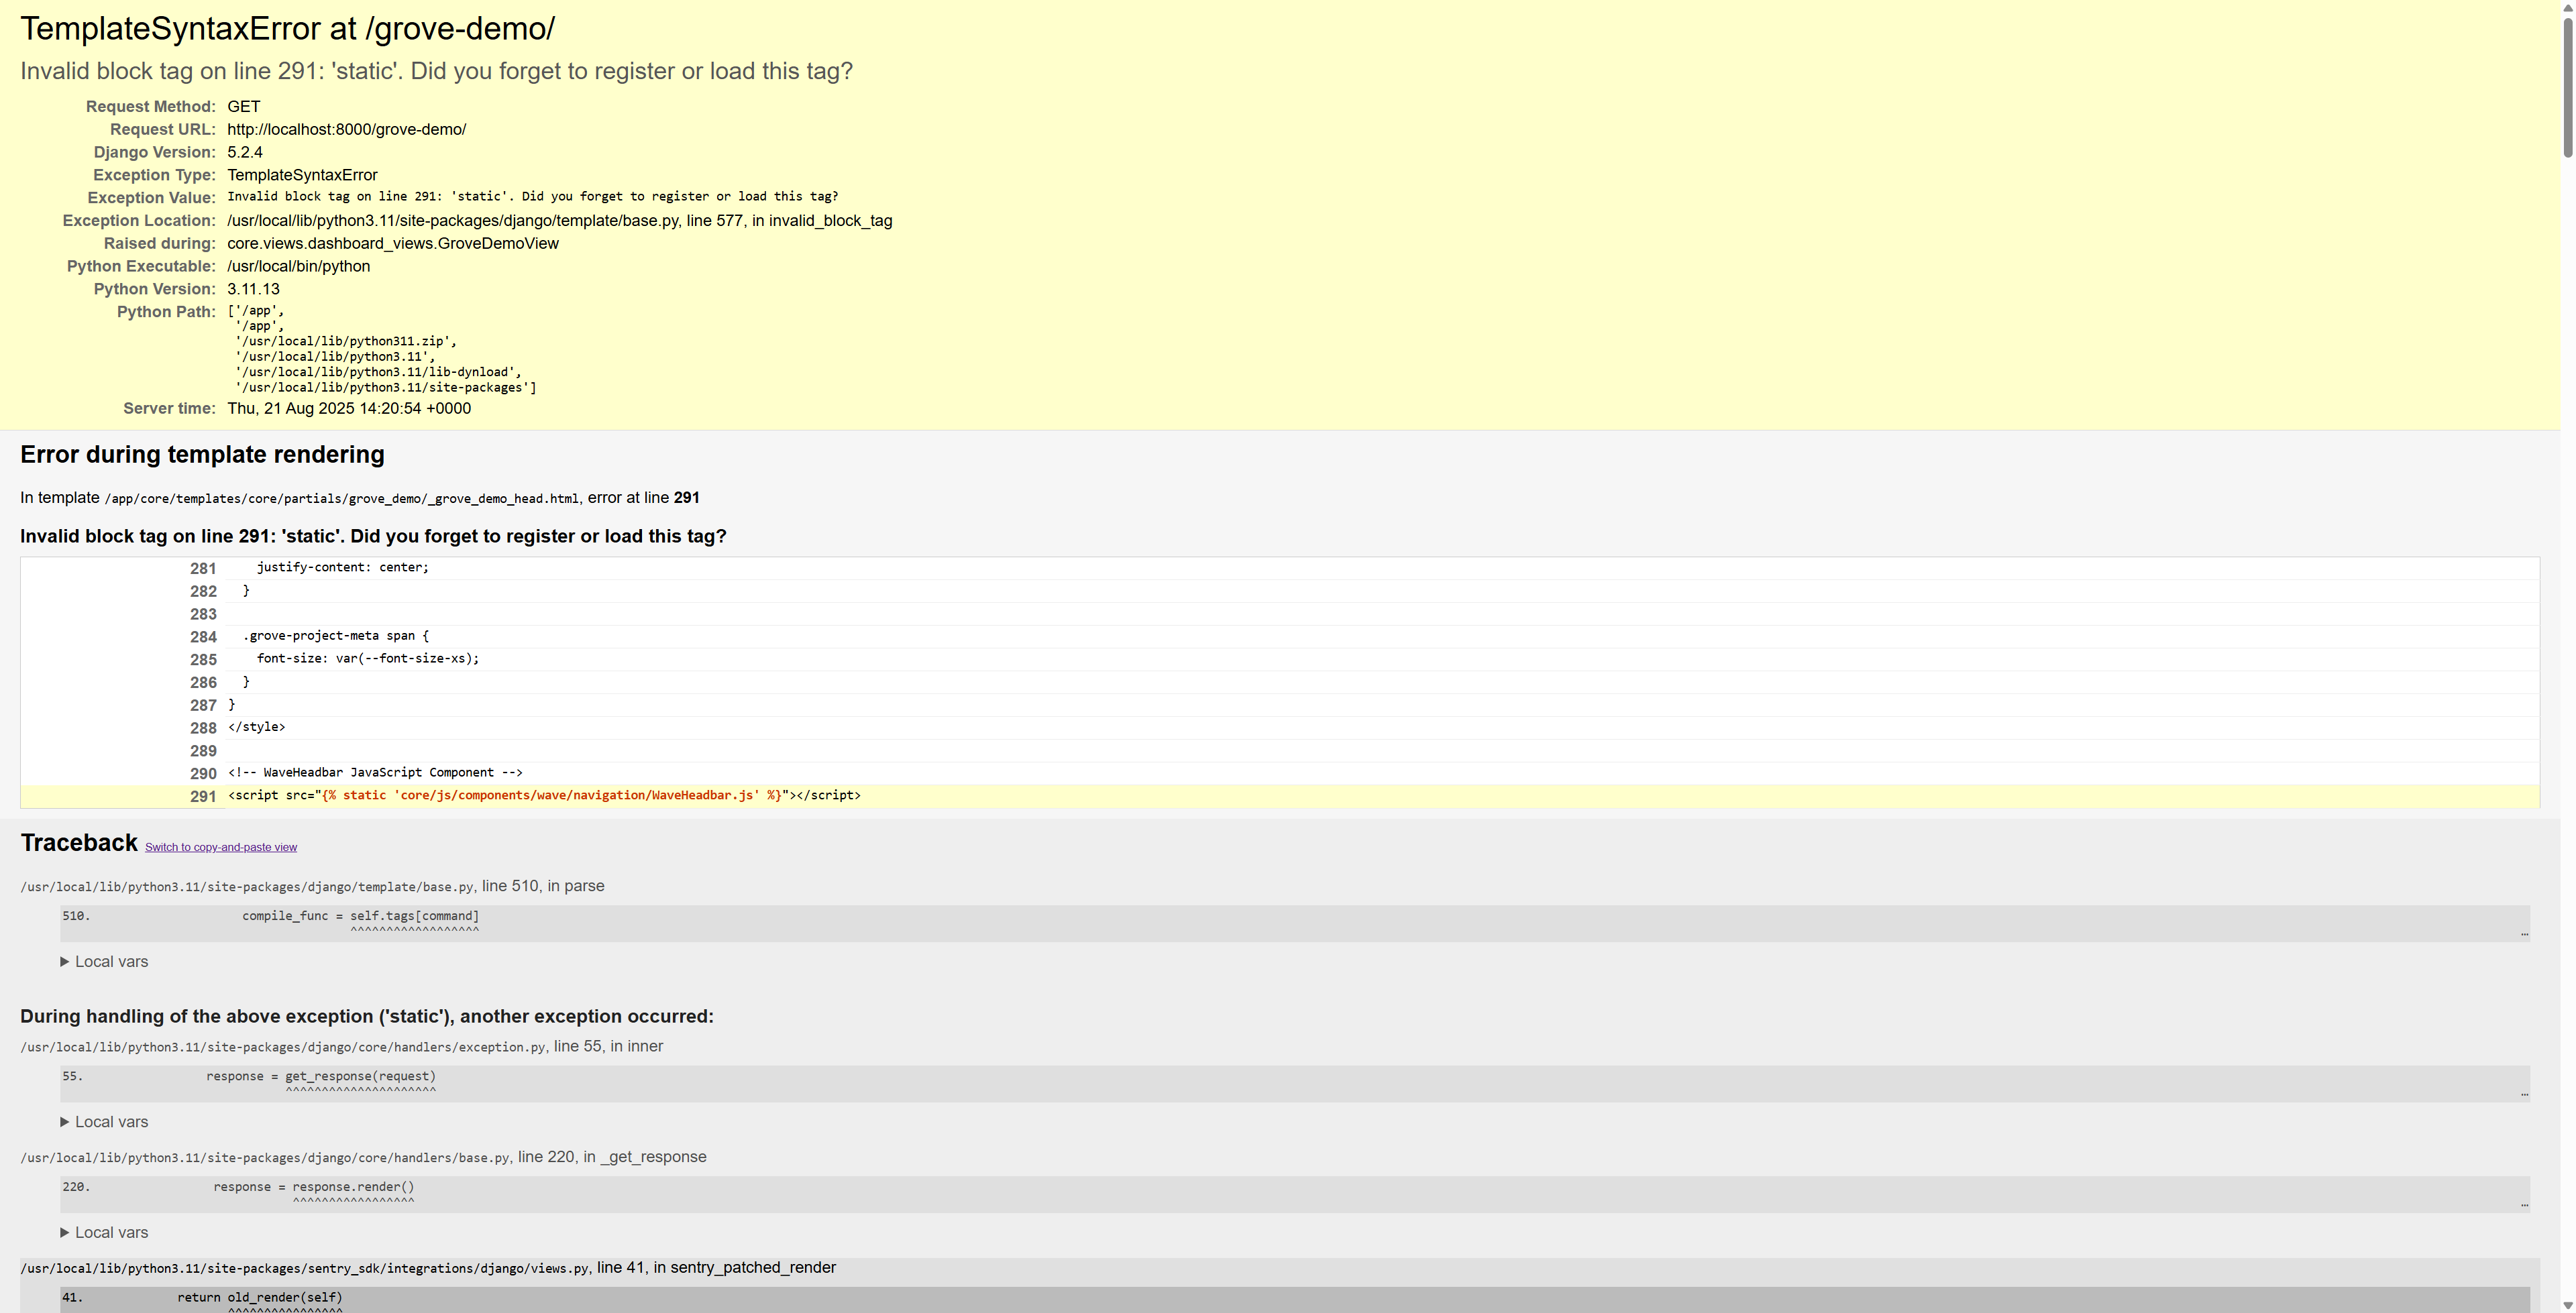 TemplateSyntaxError at /grove-demo/
Invalid block tag on line 291: 'static'. Did you forget to register or load this tag?
Request Method: GET
Request URL: http://localhost:8000/grove-demo/
Django Version: 5.2.4
Exception Type: TemplateSyntaxError
Exception Value: Invalid block tag on line 291: 'static'. Did you forget to register or load this tag?
Exception Location: /usr/local/lib/python3.11/site-packages/django/template/base.py, line 577, in invalid_block_tag
Raised during: core.views.dashboard_views.GroveDemoView
Python Executable: /usr/local/bin/python
Python Version: 3.11.13
Python Path: ['/app',
'/app',
'/usr/local/lib/python311.zip',
'/usr/local/lib/python3.11',
'/usr/local/lib/python3.11/lib-dynload',
'/usr/local/lib/python3.11/site-packages']
Server time: Thu, 21 Aug 2025 14:20:54 +0000
Error during template rendering
In template /app/core/templates/core/partials/grove_demo/_grove_demo_head.html, error at line 291
Invalid block tag on line 291: 'static'. Did you forget to register or load this tag?
281 justify-content: center;
282 }
283
284 .grove-project-meta span {
285 font-size: var(--font-size-xs);
286 }
287 }
288 </style>
289
290 <!-- WaveHeadbar JavaScript Component -->
291 <script src="{% static 'core/js/components/wave/navigation/WaveHeadbar.js' %}"></script>
Traceback Switch to copy-and-paste view
/usr/local/lib/python3.11/site-packages/django/template/base.py, line 510, in parse
510. compile_func = self.tags[command]
^^^^^^^^^^^^^^^^^^
…
▶ Local vars
During handling of the above exception ('static'), another exception occurred:
/usr/local/lib/python3.11/site-packages/django/core/handlers/exception.py, line 55, in inner
55. response = get_response(request)
^^^^^^^^^^^^^^^^^^^^^
…
▶ Local vars
/usr/local/lib/python3.11/site-packages/django/core/handlers/base.py, line 220, in _get_response
220. response = response.render()
^^^^^^^^^^^^^^^^^
…
▶ Local vars
/usr/local/lib/python3.11/site-packages/sentry_sdk/integrations/django/views.py, line 41, in sentry_patched_render
41. return old_render(self)
^^^^^^^^^^^^^^^^